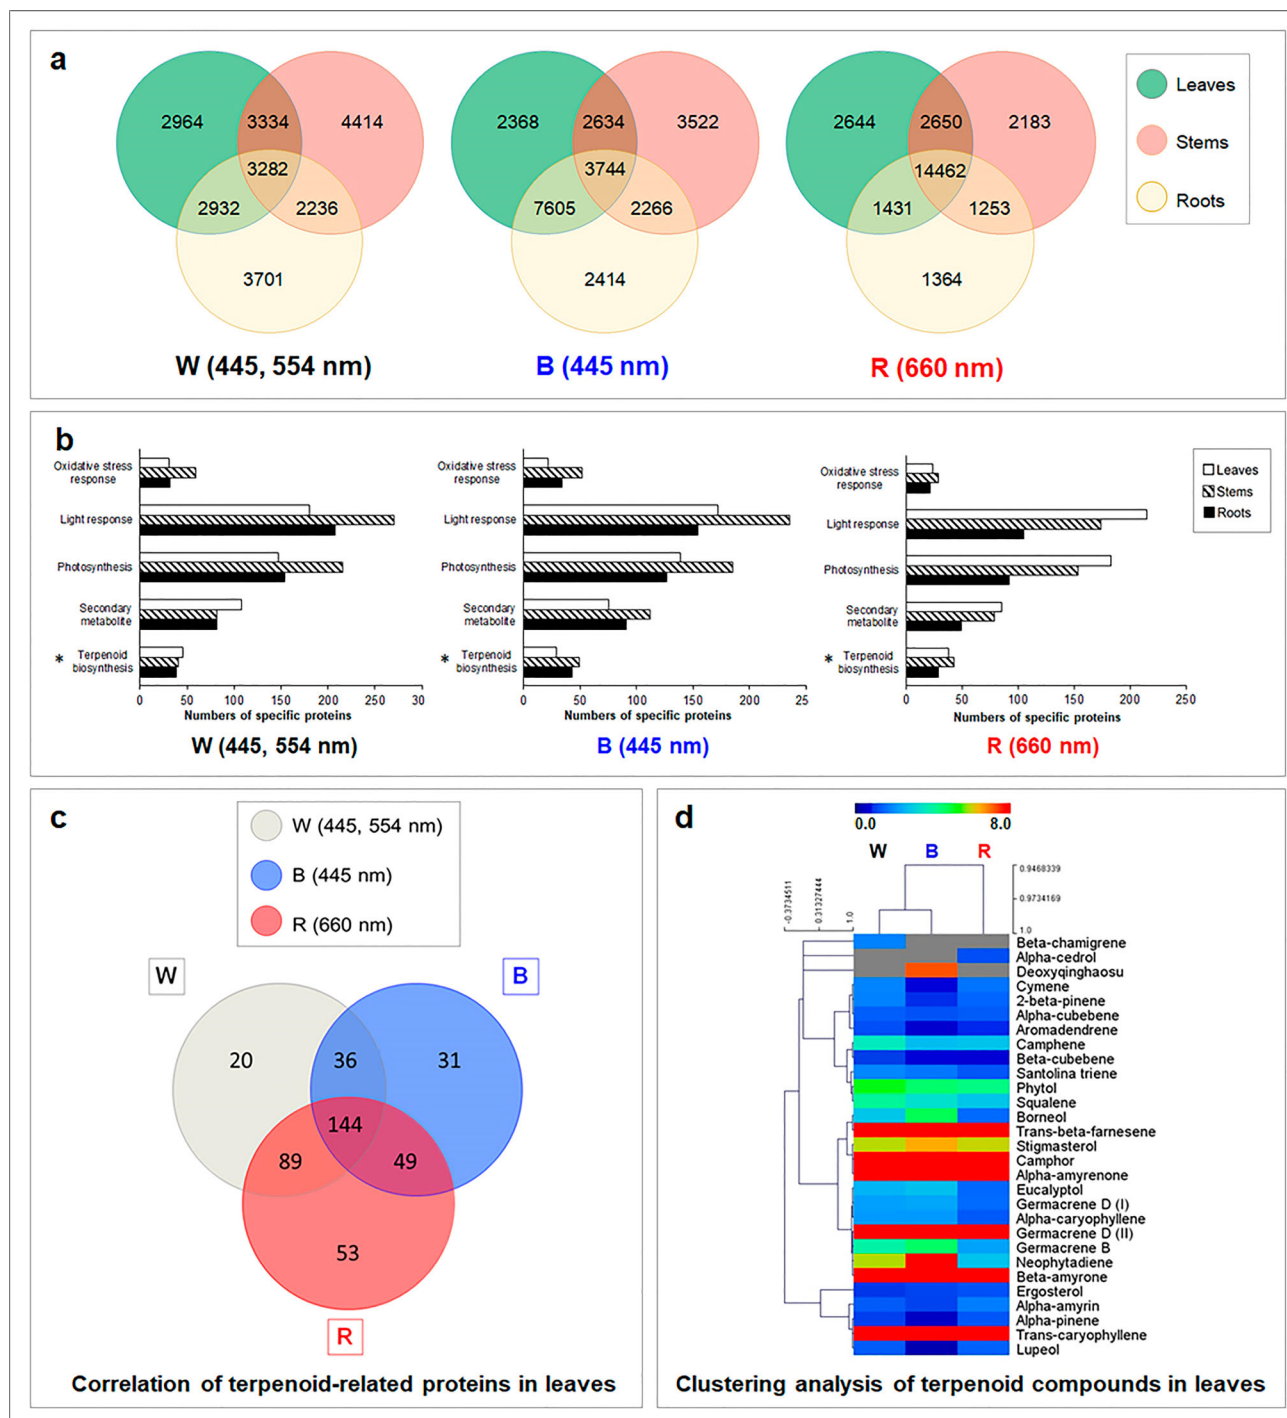 a
2964
3334
4414
3282
2932
2236
3701
W (445, 554 nm)
2368
2634
3522
3744
7605
2266
2414
B (445 nm)
2644
2650
2183
14462
1431
1253
1364
R (660 nm)
Leaves
Stems
Roots
b
Oxidative stress
response
Light response
Photosynthesis
Secondary
metabolite
* Terpenoid
biosynthesis
0 50 100 150 200 250 30
Numbers of specific proteins
W (445, 554 nm)
Oxidative stress
response
Light response
Photosynthesis
Secondary
metabolite
* Terpenoid
biosynthesis
0 50 100 150 200 25
Numbers of specific proteins
B (445 nm)
Oxidative stress
response
Light response
Photosynthesis
Secondary
metabolite
* Terpenoid
biosynthesis
0 50 100 150 200 250
Numbers of specific proteins
R (660 nm)
Leaves
Stems
Roots
c
W (445, 554 nm)
B (445 nm)
R (660 nm)
W
B
20
36
31
144
89
49
53
R
Correlation of terpenoid-related proteins in leaves
d
0.0 8.0
W B R
-0.3734511
0.31327444
1.0
0.9468339
0.9734169
1.0
Beta-chamigrene
Alpha-cedrol
Deoxyqinghaosu
Cymene
2-beta-pinene
Alpha-cubebene
Aromadendrene
Camphene
Beta-cubebene
Santolina triene
Phytol
Squalene
Borneol
Trans-beta-farnesene
Stigmasterol
Camphor
Alpha-amyrenone
Eucalyptol
Germacrene D (I)
Alpha-caryophyllene
Germacrene D (II)
Germacrene B
Neophytadiene
Beta-amyrone
Ergosterol
Alpha-amyrin
Alpha-pinene
Trans-caryophyllene
Lupeol
Clustering analysis of terpenoid compounds in leaves